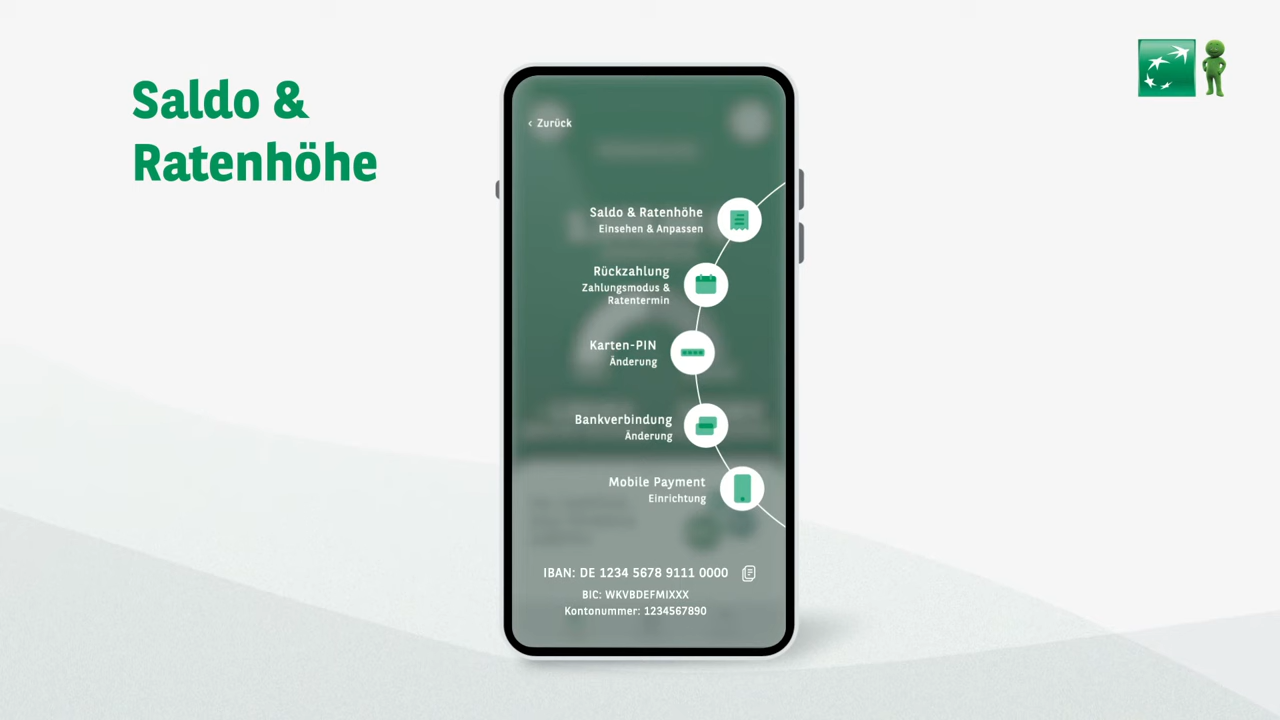 Saldo &
Ratenhöhe
‹ Zurück
Saldo & Ratenhöhe
Einsehen & Anpassen
Rückzahlung
Zahlungsmodus &
Ratentermin
Karten-PIN
Änderung
Bankverbindung
Änderung
Mobile Payment
Einrichtung
IBAN: DE 1234 5678 9111 0000
BIC: WKVBDEFMIXXX
Kontonummer: 1234567890